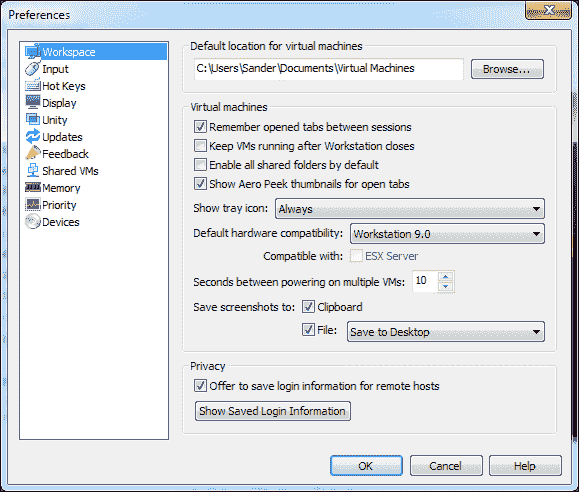 Preferences
Workspace
Input
Hot Keys
Display
Unity
Updates
Feedback
Shared VMs
Memory
Priority
Devices
Default location for virtual machines
C:\Users\Sander\Documents\Virtual Machines Browse...
Virtual machines
Remember opened tabs between sessions
Keep VMs running after Workstation closes
Enable all shared folders by default
Show Aero Peek thumbnails for open tabs
Show tray icon: Always
Default hardware compatibility: Workstation 9.0
Compatible with: ESX Server
Seconds between powering on multiple VMs: 10
Save screenshots to: Clipboard
File: Save to Desktop
Privacy
Offer to save login information for remote hosts
Show Saved Login Information
OK Cancel Help